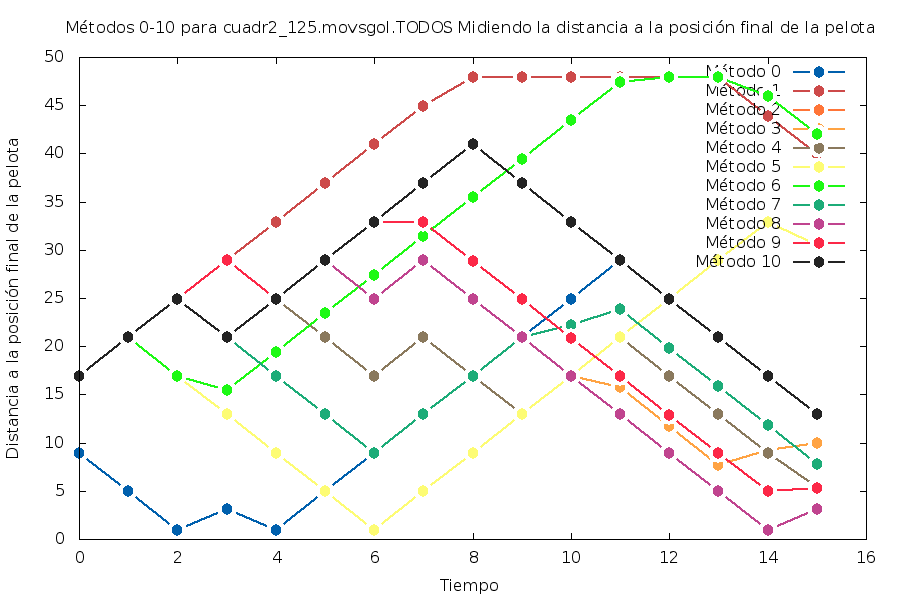 Métodos 0-10 para cuadr2_125.movsgol.TODOS Midiendo la distancia a la posición final de la pelota
50
45
40
35
30
25
20
15
10
5
0
Distancia a la posición final de la pelota
Método 0
Método 1
Método 2
Método 3
Método 4
Método 5
Método 6
Método 7
Método 8
Método 9
Método 10
0 2 4 6 8 10 12 14 16
Tiempo